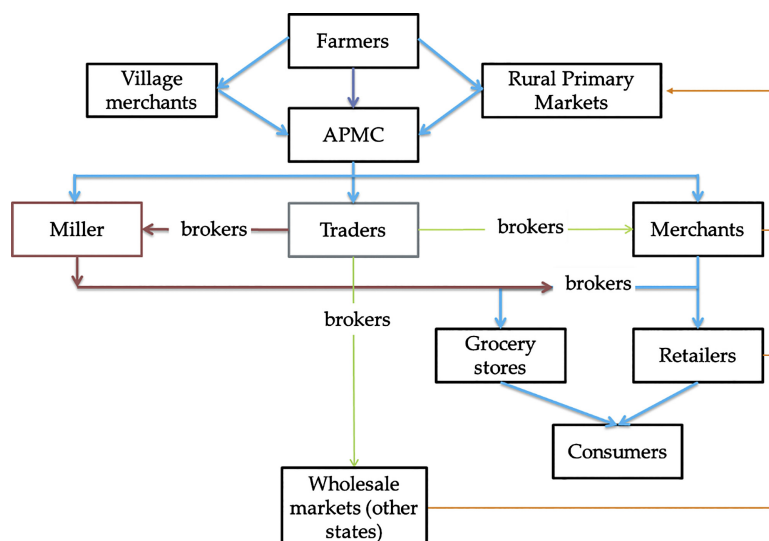 Farmers
Village
merchants
Rural Primary
Markets
APMC
Miller
brokers
Traders
brokers
Merchants
brokers
brokers
Grocery
stores
Retailers
Consumers
Wholesale
markets (other
states)